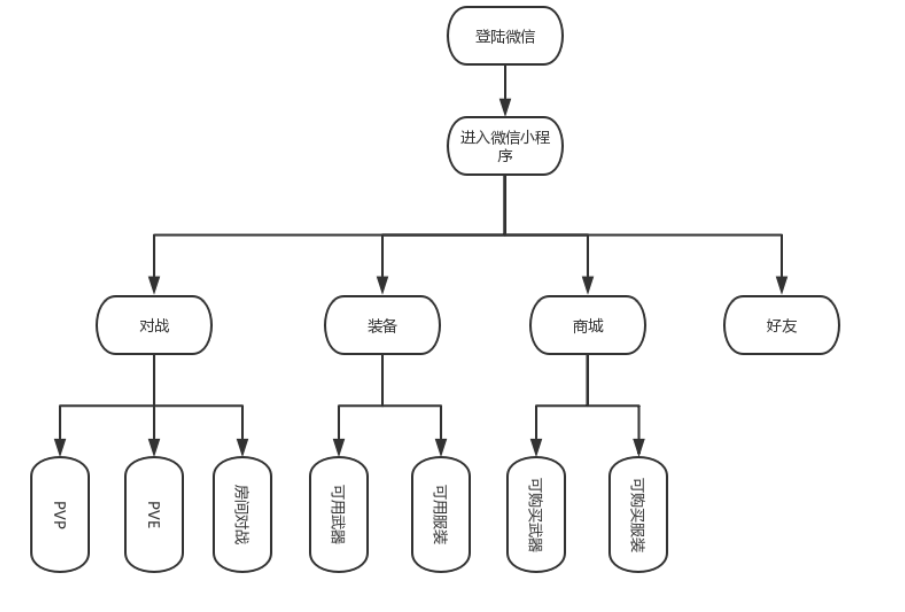 登陆微信
进入微信小程
序
对战
装备
商城
好友
PVP
PVE
房间对战
可用武器
可用服装
可购买武器
可购买服装